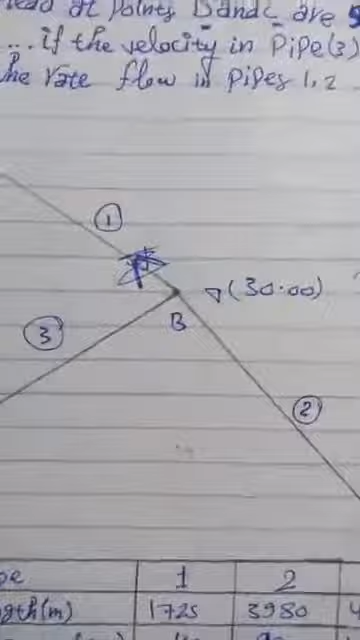 head at points B and C are
... if the velocity in Pipe(3)
the rate flow in pipes 1,2
1
▽(30.00)
B
3
2
pe 1 2
gth(m) 1725 3980